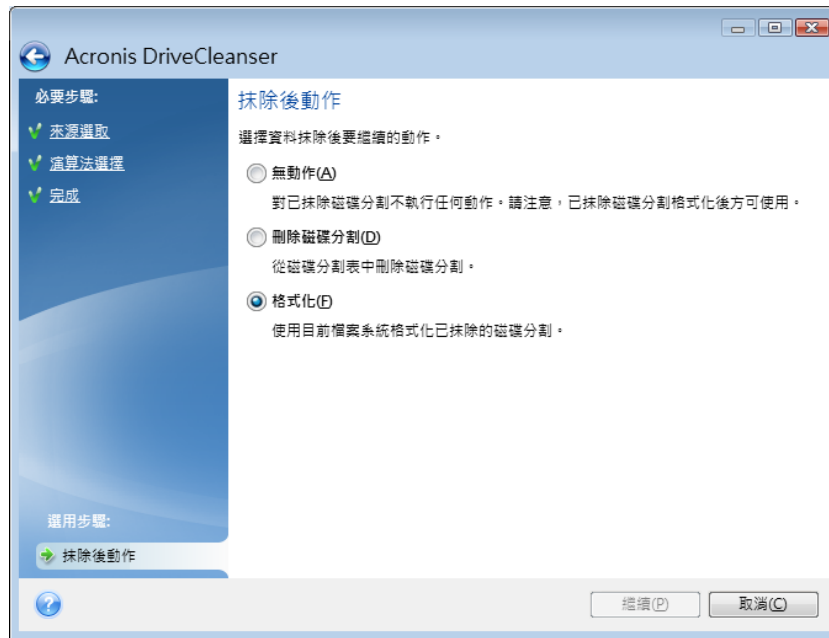 Acronis DriveCleanser
必要步驟:
來源選取
演算法選擇
完成
選用步驟:
抹除後動作
抹除後動作
選擇資料抹除後要繼續的動作。
無動作(A)
對已抹除磁碟分割不執行任何動作。請注意，已抹除磁碟分割格式化後方可使用。
刪除磁碟分割(D)
從磁碟分割表中刪除磁碟分割。
格式化(F)
使用目前檔案系統格式化已抹除的磁碟分割。
繼續(P)
取消(C)